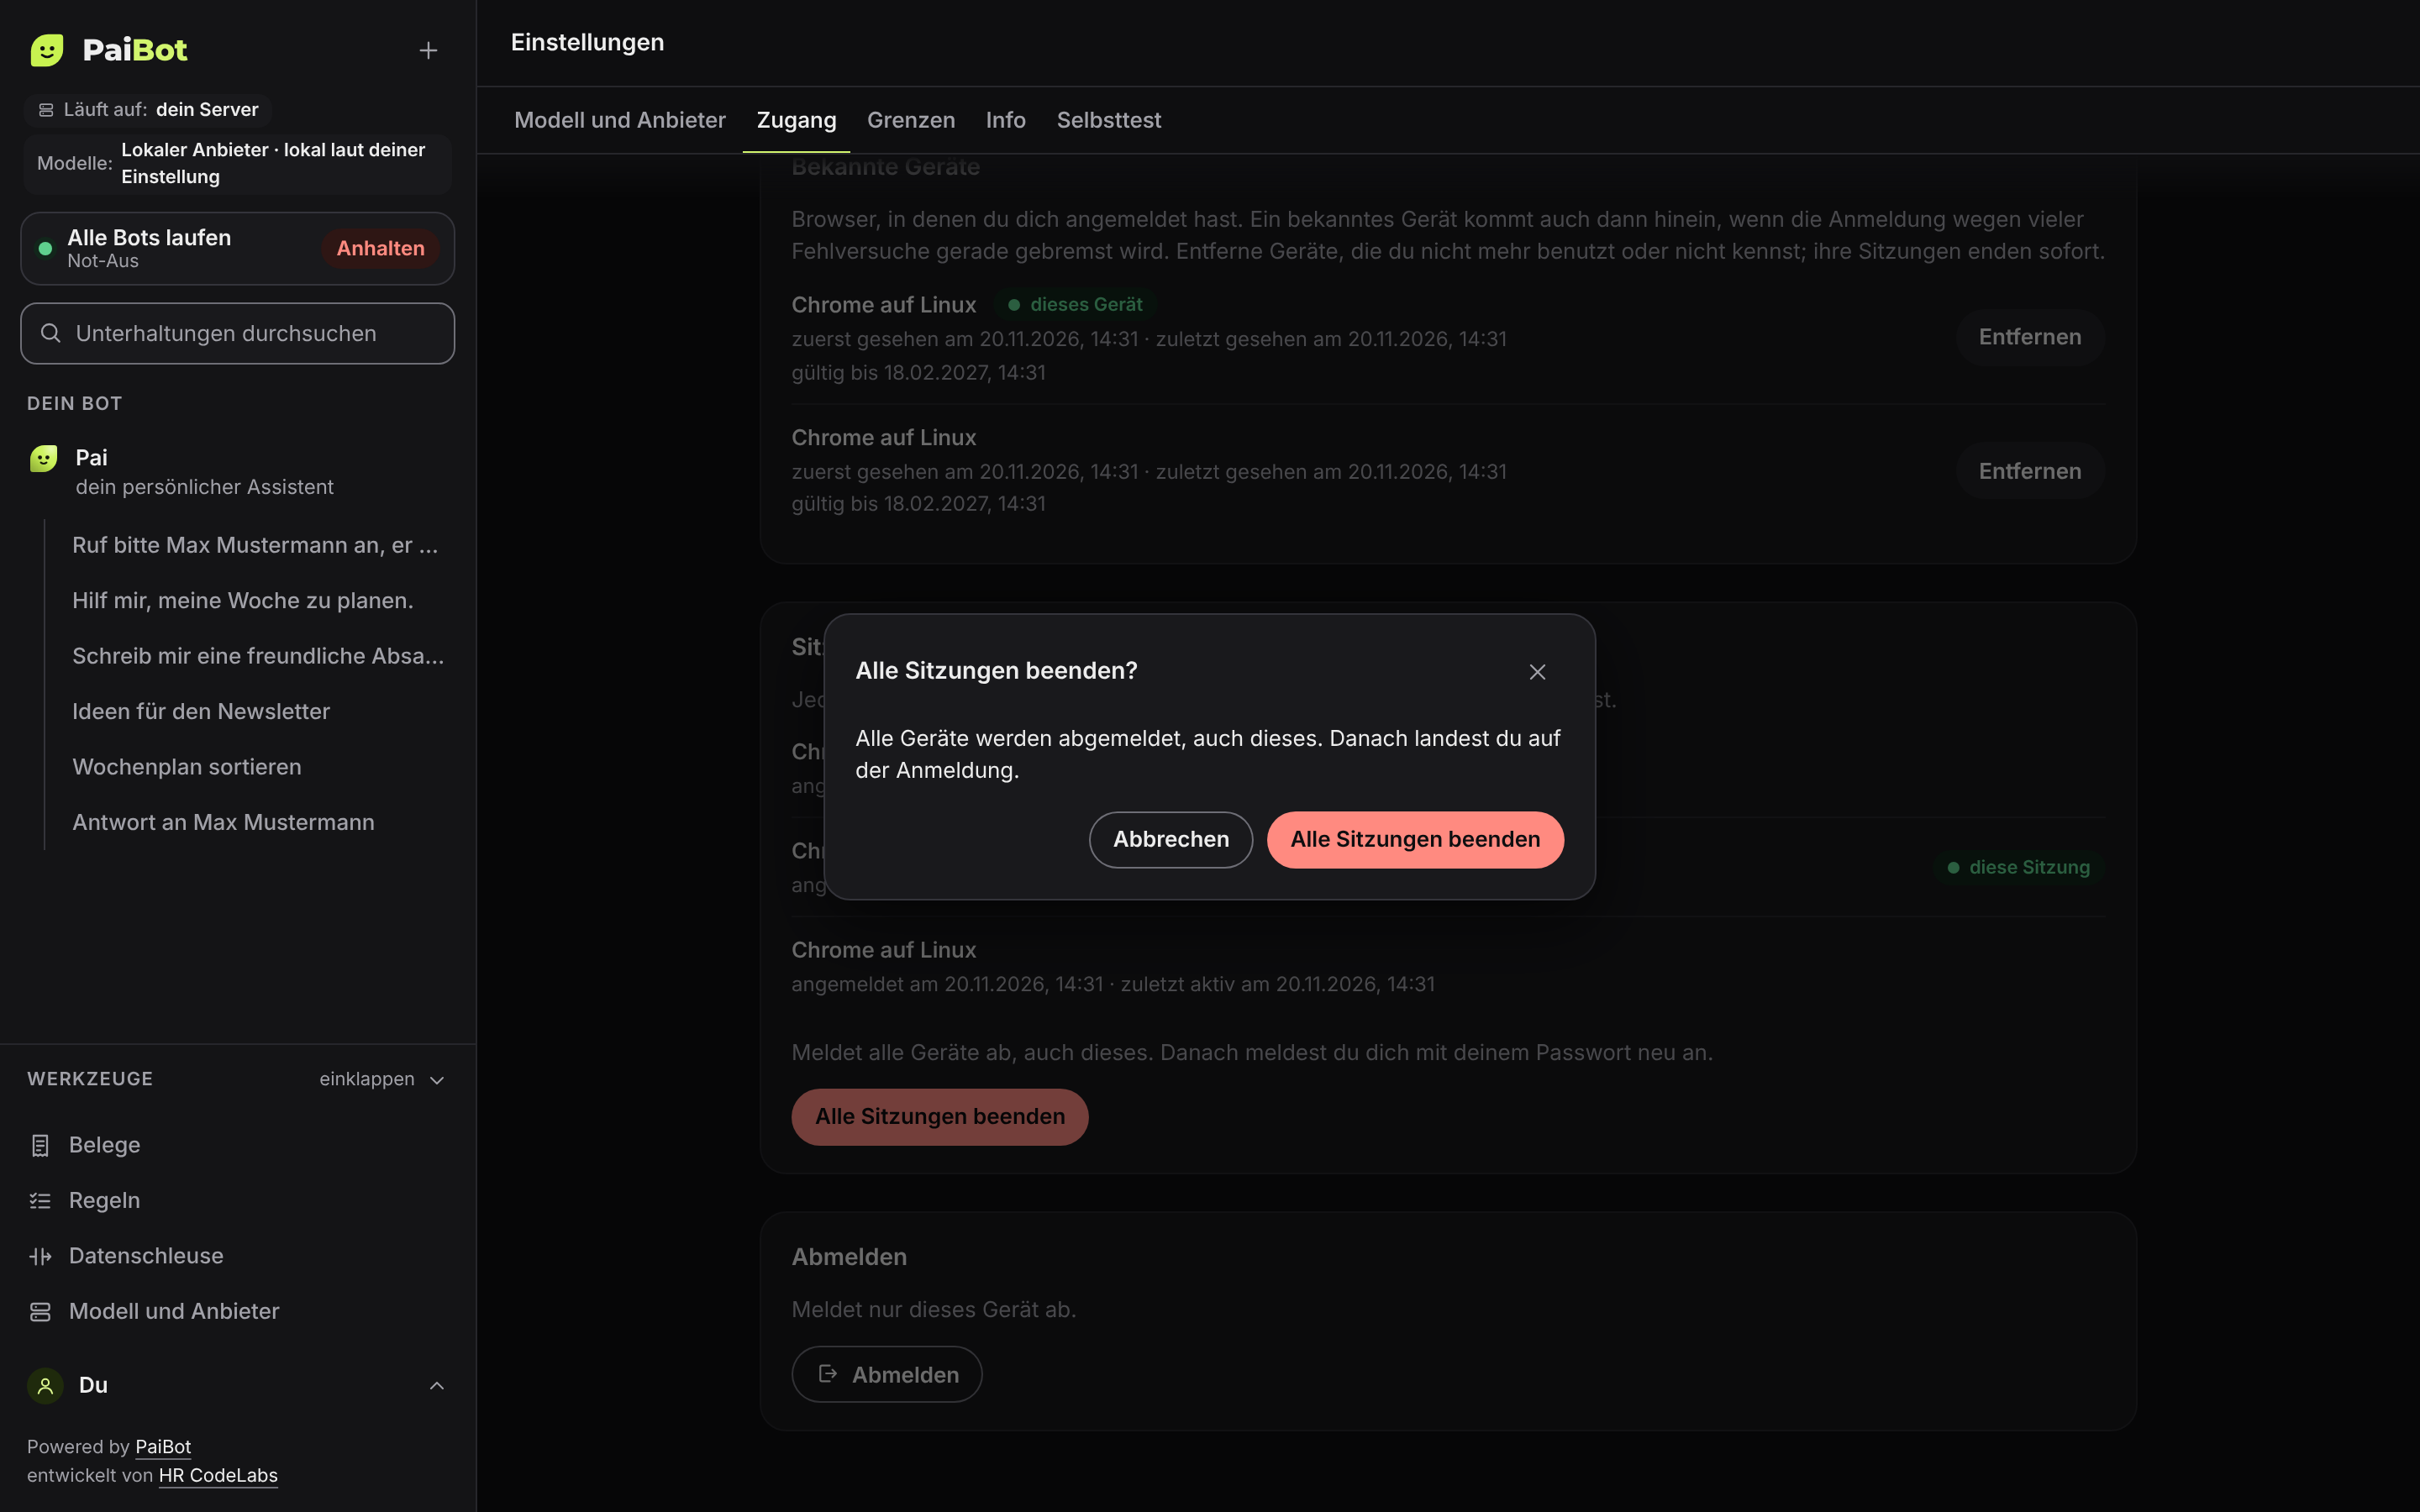 PaiBot
Läuft auf: dein Server
Modelle: Lokaler Anbieter · lokal laut deiner
Einstellung
Alle Bots laufen
Not-Aus
Anhalten
Unterhaltungen durchsuchen
DEIN BOT
Pai
dein persönlicher Assistent
Ruf bitte Max Mustermann an, er ...
Hilf mir, meine Woche zu planen.
Schreib mir eine freundliche Absa...
Ideen für den Newsletter
Wochenplan sortieren
Antwort an Max Mustermann
WERKZEUGE
einklappen
Belege
Regeln
Datenschleuse
Modell und Anbieter
Du
Powered by PaiBot
entwickelt von HR CodeLabs
Einstellungen
Modell und Anbieter Zugang Grenzen Info Selbsttest
Bekannte Geräte
Browser, in denen du dich angemeldet hast. Ein bekanntes Gerät kommt auch dann hinein, wenn die Anmeldung wegen vieler
Fehlversuche gerade gebremst wird. Entferne Geräte, die du nicht mehr benutzt oder nicht kennst; ihre Sitzungen enden sofort.
Chrome auf Linux dieses Gerät
zuerst gesehen am 20.11.2026, 14:31 · zuletzt gesehen am 20.11.2026, 14:31
gültig bis 18.02.2027, 14:31
Entfernen
Chrome auf Linux
zuerst gesehen am 20.11.2026, 14:31 · zuletzt gesehen am 20.11.2026, 14:31
gültig bis 18.02.2027, 14:31
Entfernen
Alle Sitzungen beenden?
Alle Geräte werden abgemeldet, auch dieses. Danach landest du auf
der Anmeldung.
Abbrechen
Alle Sitzungen beenden
diese Sitzung
Chrome auf Linux
angemeldet am 20.11.2026, 14:31 · zuletzt aktiv am 20.11.2026, 14:31
Meldet alle Geräte ab, auch dieses. Danach meldest du dich mit deinem Passwort neu an.
Alle Sitzungen beenden
Abmelden
Meldet nur dieses Gerät ab.
Abmelden